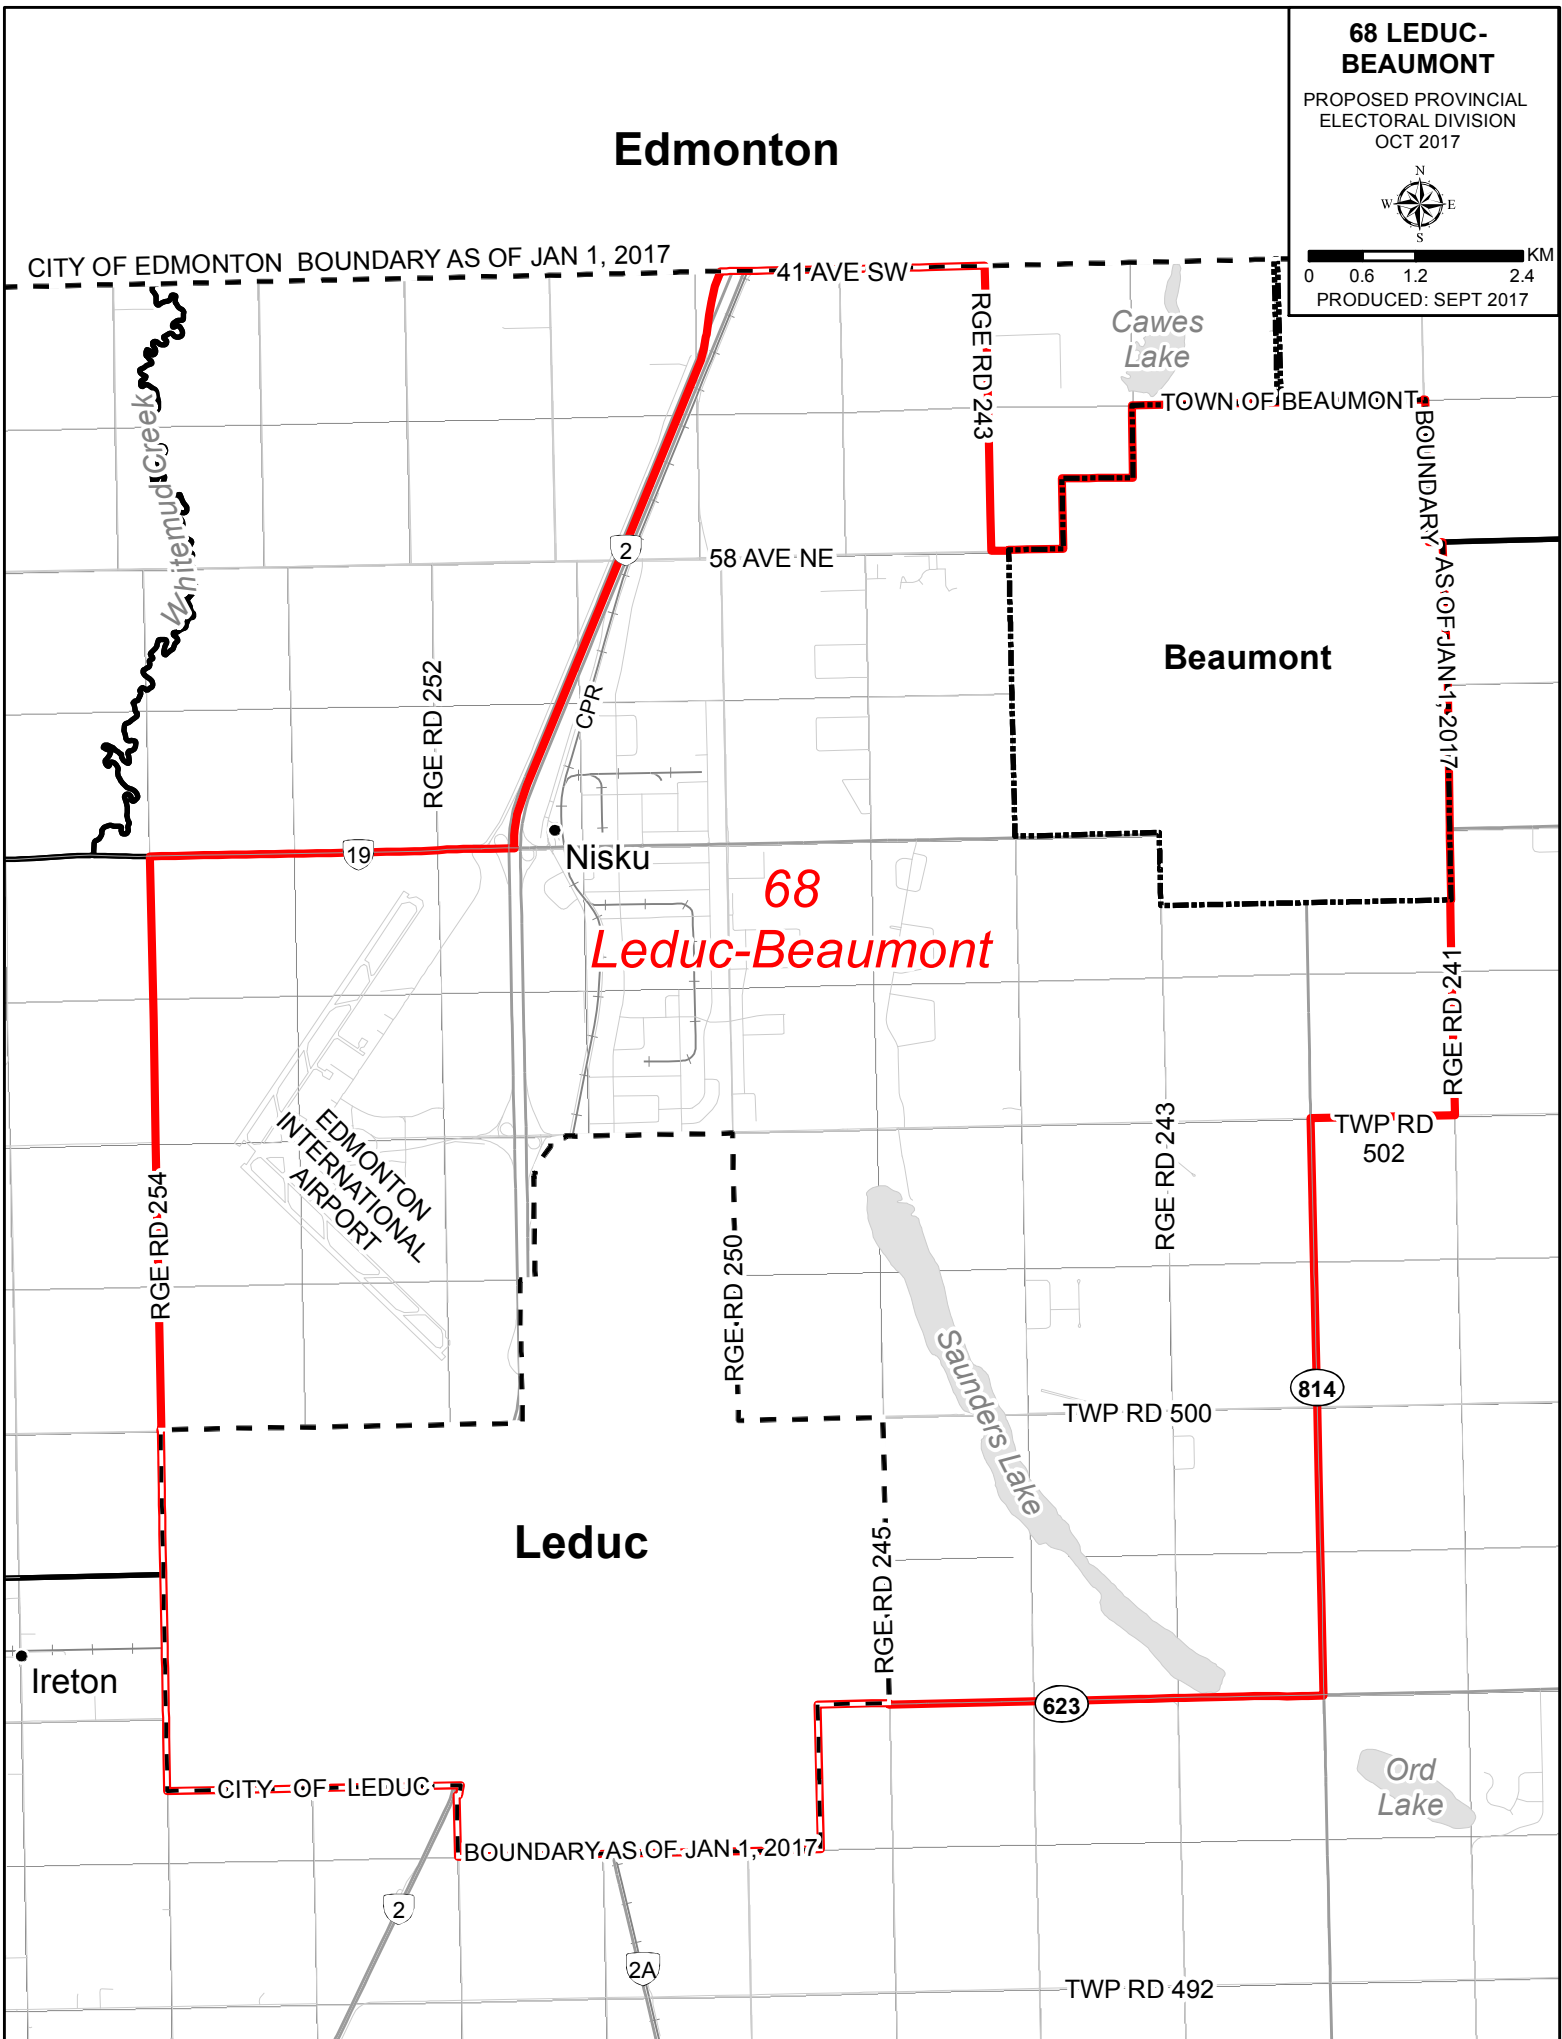 68 LEDUC-
BEAUMONT
PROPOSED PROVINCIAL
ELECTORAL DIVISION
OCT 2017
N
W E
S
KM
0 0.6 1.2 2.4
PRODUCED: SEPT 2017
Edmonton
CITY OF EDMONTON BOUNDARY AS OF JAN 1, 2017
41 AVE SW
RGE RD 243
Cawes
Lake
TOWN OF BEAUMONT
BOUNDARY AS OF JAN 1, 2017
Whitemud Creek
2
58 AVE NE
Beaumont
RGE RD 252
CPR
19
Nisku
68
Leduc-Beaumont
RGE RD 241
EDMONTON
INTERNATIONAL
AIRPORT
RGE RD 254
RGE RD 243
TWP RD
502
RGE RD 250
Saunders Lake
814
TWP RD 500
Leduc
RGE RD 245
Ireton
623
CITY OF LEDUC
BOUNDARY AS OF JAN 1, 2017
Ord
Lake
2
2A
TWP RD 492